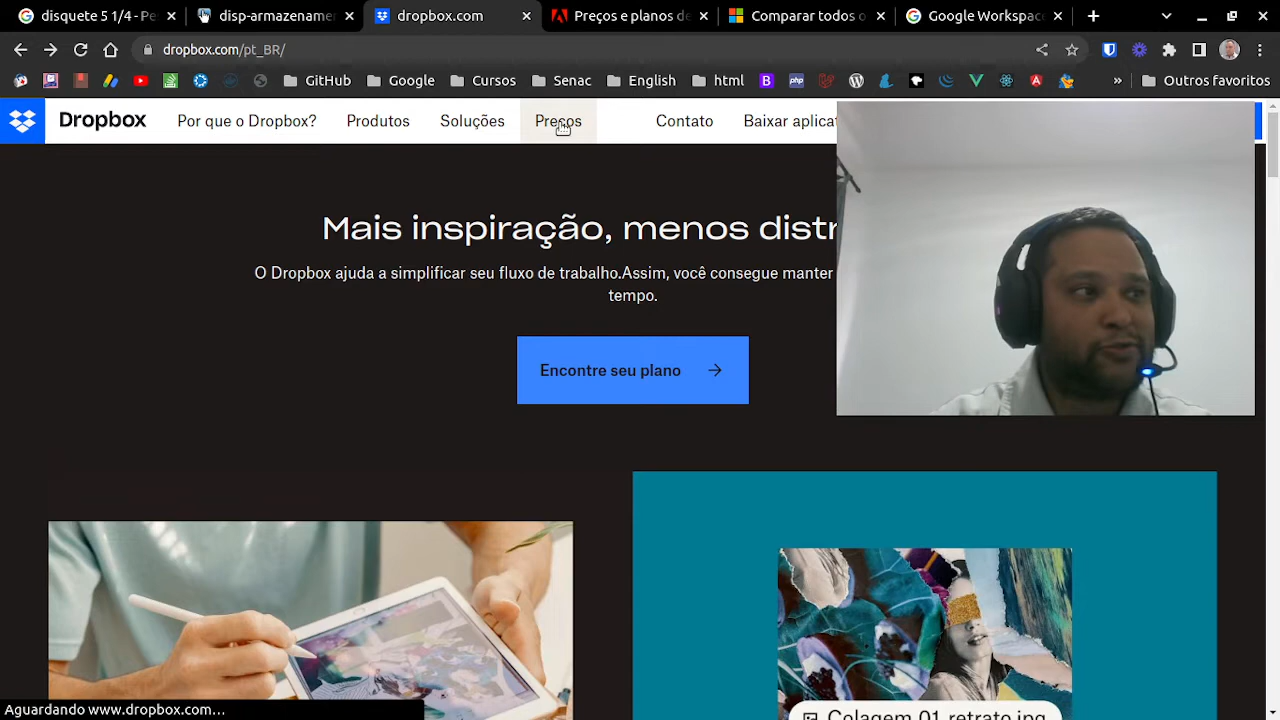 disquete 5 1/4 - Pe
disp-armazename
dropbox.com
Preços e planos de
Comparar todos o
Google Workspac
dropbox.com/pt_BR/
GitHub
Google
Cursos
Senac
English
html
Outros favoritos
Dropbox
Por que o Dropbox?
Produtos
Soluções
Preços
Contato
Baixar aplicat
Mais inspiração, menos distr
O Dropbox ajuda a simplificar seu fluxo de trabalho.Assim, você consegue manter
tempo.
Encontre seu plano
Colagem 01 retrato.jpg
Aguardando www.dropbox.com...